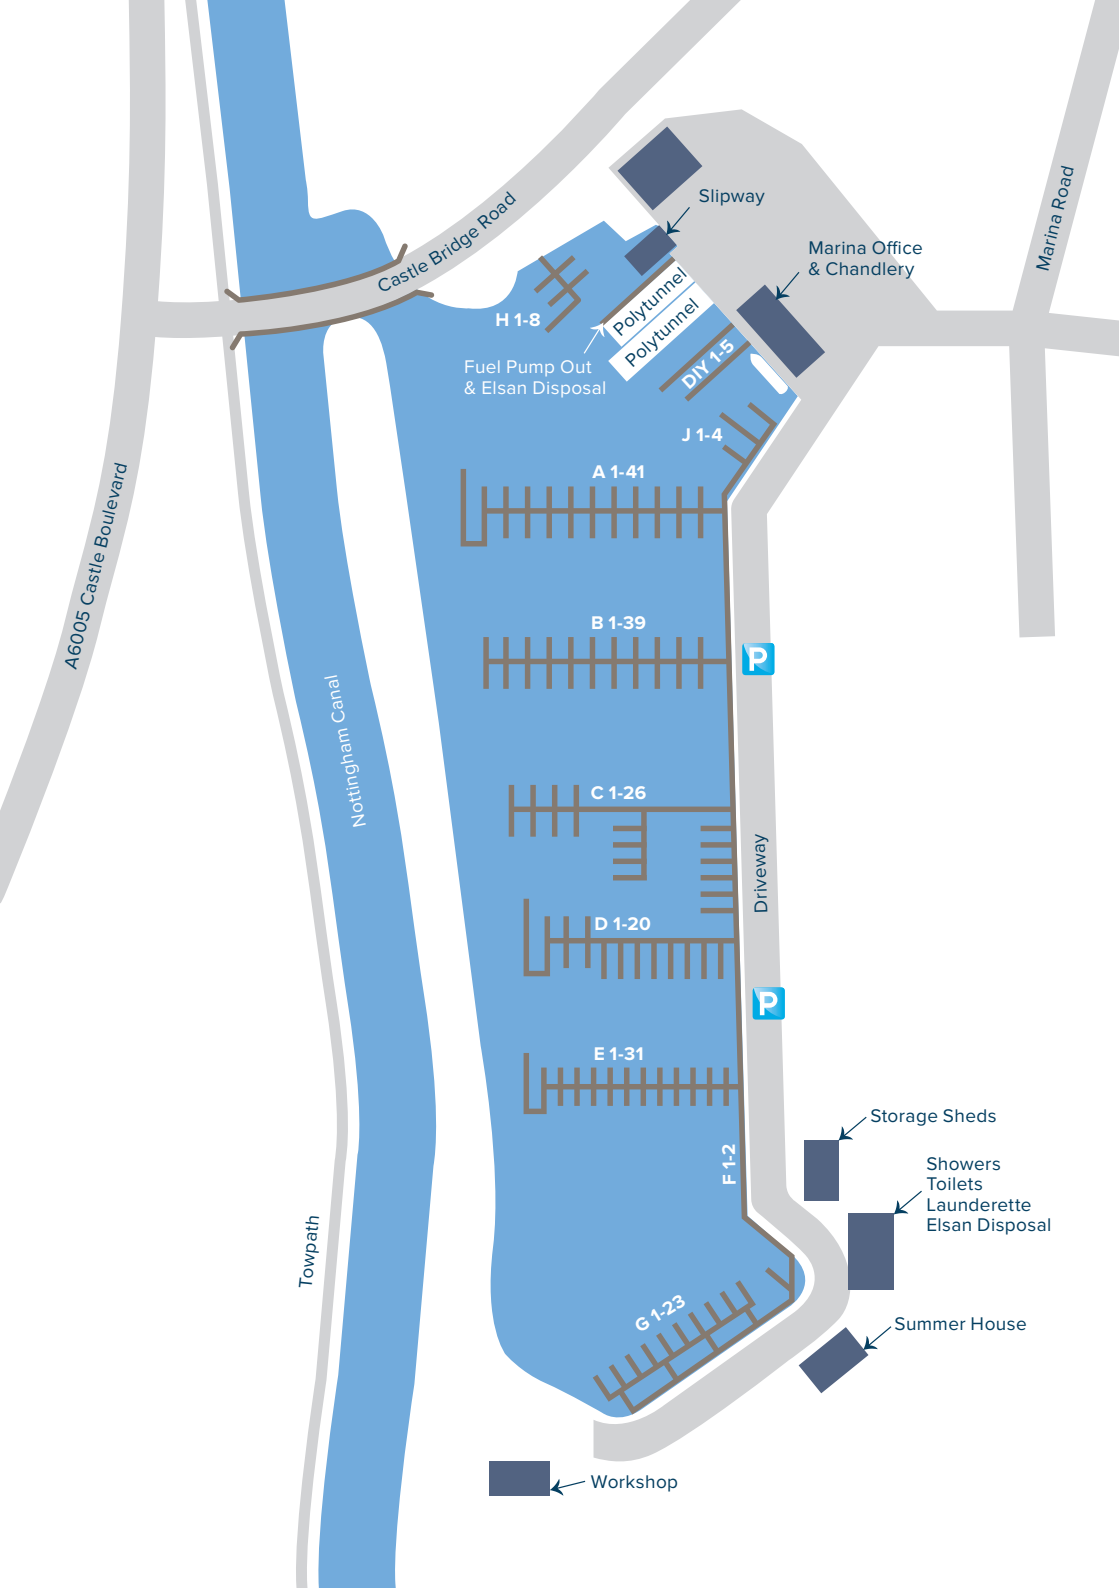 Slipway
Castle Bridge Road
Marina Road
Marina Office
& Chandlery
H 1-8
Polytunnel
Polytunnel
Fuel Pump Out
& Elsan Disposal
DIY 1-5
J 1-4
A 1-41
A6005 Castle Boulevard
B 1-39
P
Nottingham Canal
C 1-26
Driveway
D 1-20
P
E 1-31
Storage Sheds
F 1-2
Showers
Toilets
Launderette
Elsan Disposal
Towpath
G 1-23
Summer House
Workshop